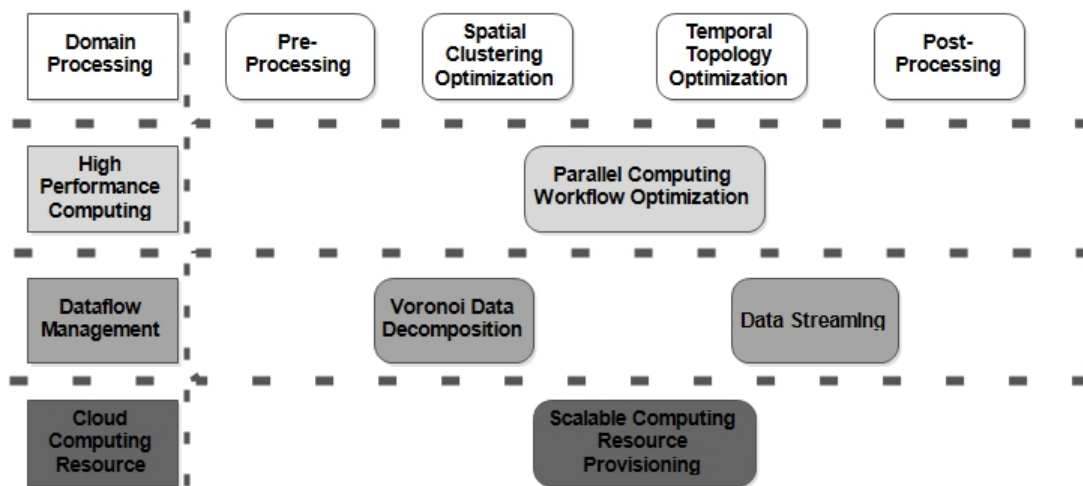 Domain
Processing
Pre-
Processing
Spatial
Clustering
Optimization
Temporal
Topology
Optimization
Post-
Processing
High
Performance
Computing
Parallel Computing
Workflow Optimization
Dataflow
Management
Voronoi Data
Decomposition
Data Streaming
Cloud
Computing
Resource
Scalable Computing
Resource
Provisioning